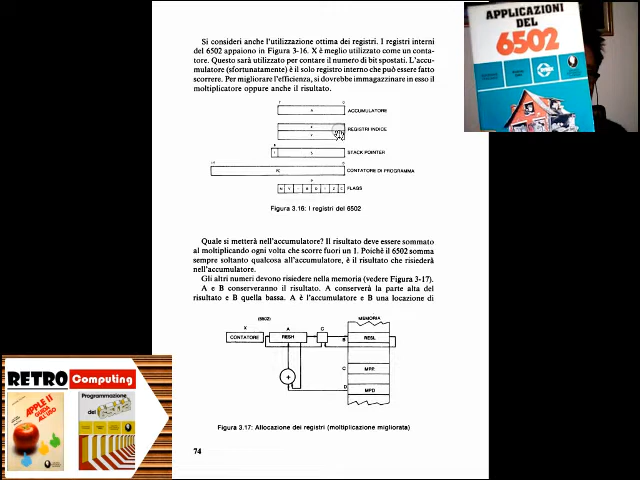 Si consideri anche l'utilizzazione ottima dei registri. I registri interni
del 6502 appaiono in Figura 3-16. X è meglio utilizzato come un conta-
tore. Questo sarà utilizzato per contare il numero di bit spostati. L'accu-
mulatore (sfortunatamente) è il solo registro interno che può essere fatto
scorrere. Per migliorare l'efficienza, si dovrebbe immagazzinare in esso il
moltiplicatore oppure anche il risultato.
A ACCUMULATORE
X
Y
REGISTRI INDICE
S STACK POINTER
PC CONTATORE DI PROGRAMMA
P
N V - B D I Z C FLAGS
Figura 3.16: I registri del 6502
Quale si metterà nell'accumulatore? Il risultato deve essere sommato
al moltiplicando ogni volta che scorre fuori un 1. Poichè il 6502 somma
sempre soltanto qualcosa all'accumulatore, è il risultato che risiederà
nell'accumulatore.
Gli altri numeri devono risiedere nella memoria (vedere Figura 3-17).
A e B conserveranno il risultato. A conserverà la parte alta del
risultato e B quella bassa. A è l'accumulatore e B una locazione di
(6502) MEMORIA
X A C
CONTATORE RESH B RESL
+
C MPR
D MPD
Figura 3.17: Allocazione dei registri (moltiplicazione migliorata)
74
APPLICAZIONI
DEL
6502
RETRO Computing
APPLE II
GUIDA
ALL'USO
Programmazione
del